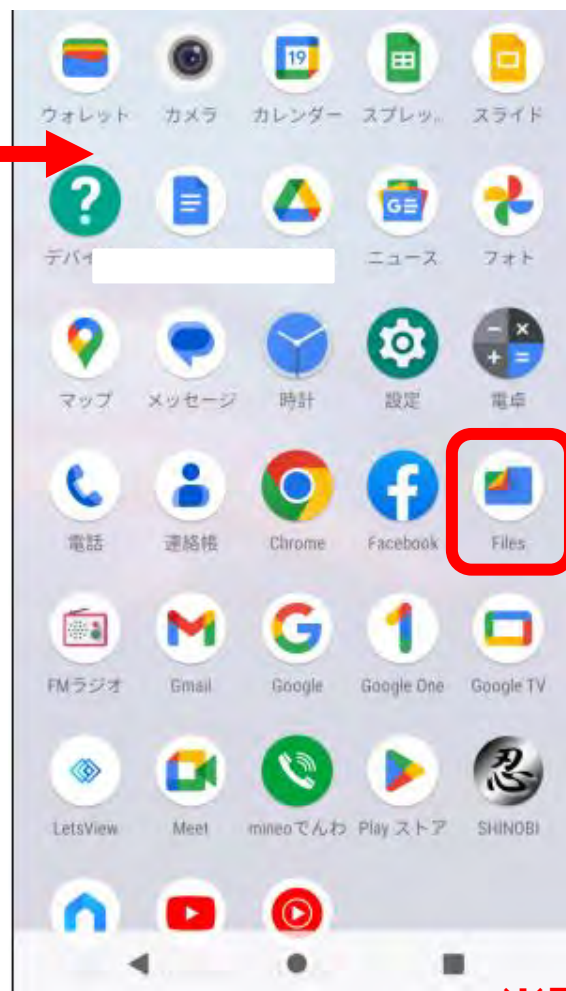 19
ウォレット カメラ カレンダー スプレッ.. スライド
?
GE
デバイ ニュース フォト
マップ メッセージ 時計 設定 電卓
電話 連絡帳 Chrome Facebook Files
FMラジオ Gmail Google Google One Google TV
忍
LetsView Meet mineoでんわ Play ストア SHINOBI